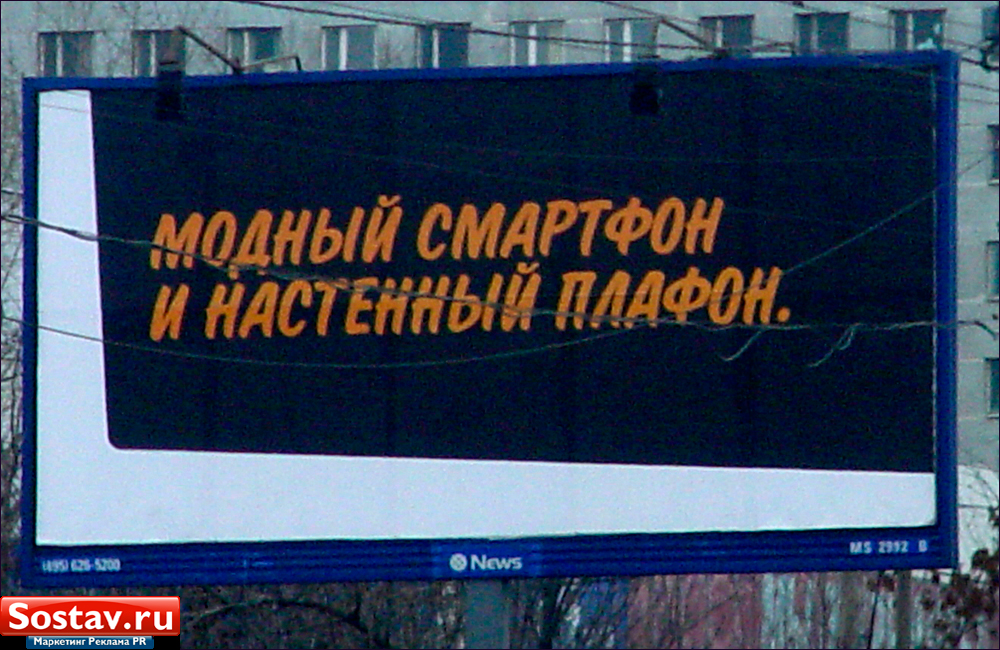 МОДНЫЙ СМАРТФОН
И НАСТЕННЫЙ ПЛАФОН.
(495) 626-5200
News
MS 2992 B
Sostav.ru
Маркетинг Реклама PR